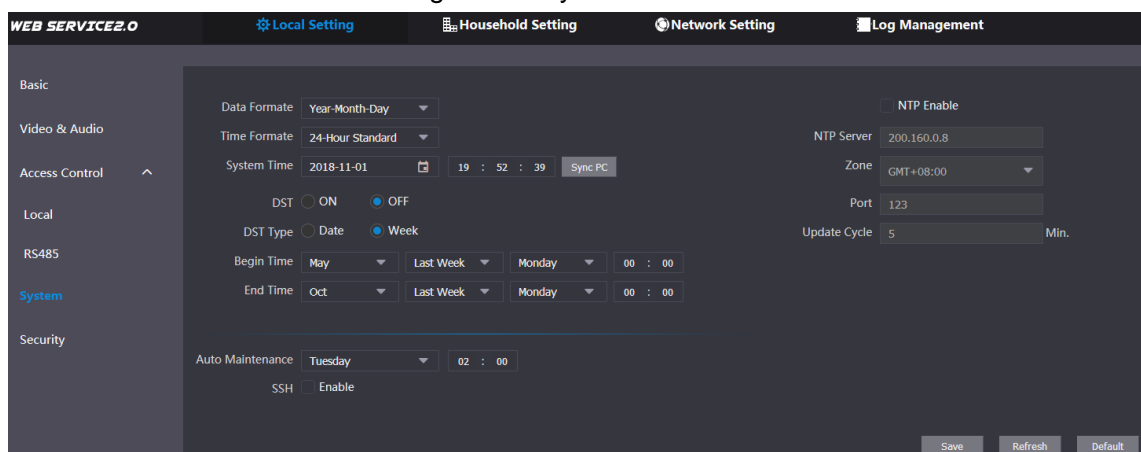 WEB SERVICE2.0 Local Setting Household Setting Network Setting Log Management
Basic
Video & Audio
Access Control
Local
RS485
System
Security
Data Formate Year-Month-Day
Time Formate 24-Hour Standard
System Time 2018-11-01 19 : 52 : 39 Sync PC
DST ON OFF
DST Type Date Week
Begin Time May Last Week Monday 00 : 00
End Time Oct Last Week Monday 00 : 00
Auto Maintenance Tuesday 02 : 00
SSH Enable
NTP Enable
NTP Server 200.160.0.8
Zone GMT+08:00
Port 123
Update Cycle 5 Min.
Save Refresh Default